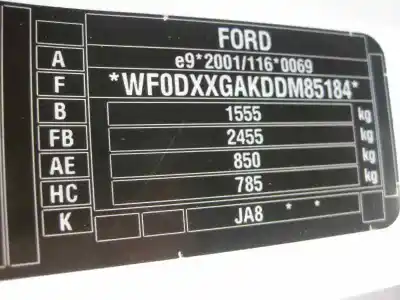 FORD
A e9*2001/116*0069
F *WF0DXXGAKDDM85184*
B 1555 kg
FB 2455 kg
AE 850 kg
HC 785 kg
K JA8 * *